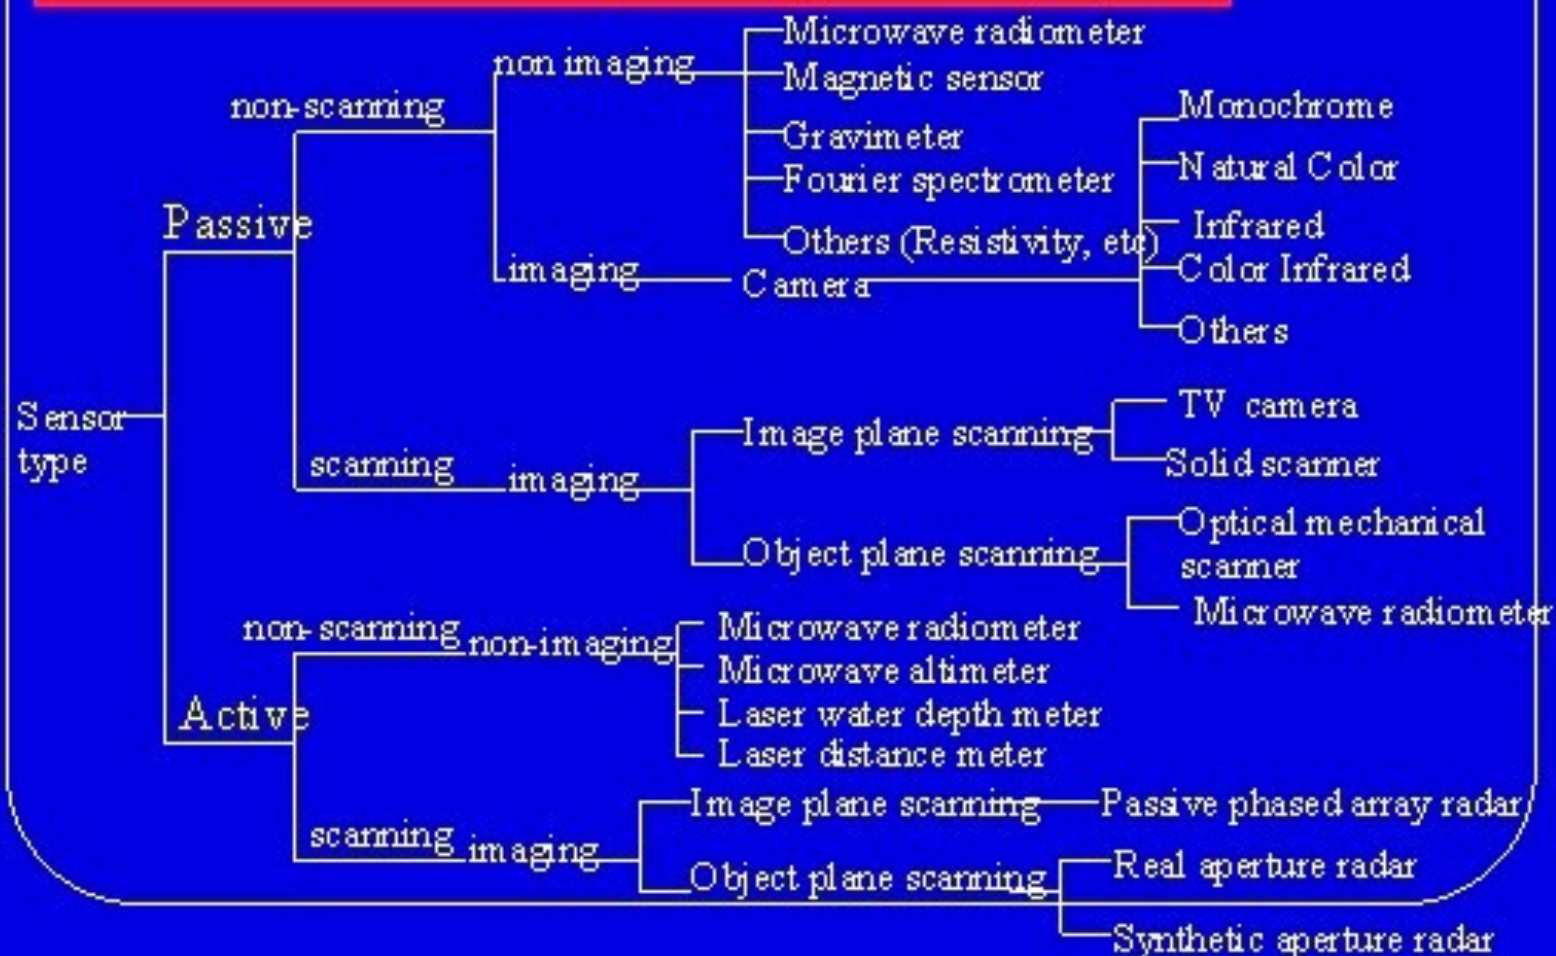 Microwave radiometer
non imaging
Magnetic sensor
non-scanning
Monochrome
Gravimeter
Natural Color
Fourier spectrometer
Passive
Infrared
Others (Resistivity, etc)
imaging
Color Infrared
Camera
Others
Sensor
type
TV camera
Image plane scanning
scanning
imaging
Solid scanner
Optical mechanical
scanner
Object plane scanning
Microwave radiometer
non-scanning
non-imaging
Microwave radiometer
Microwave altimeter
Active
Laser water depth meter
Laser distance meter
Image plane scanning
Passive phased array radar
scanning
imaging
Object plane scanning
Real aperture radar
Synthetic aperture radar